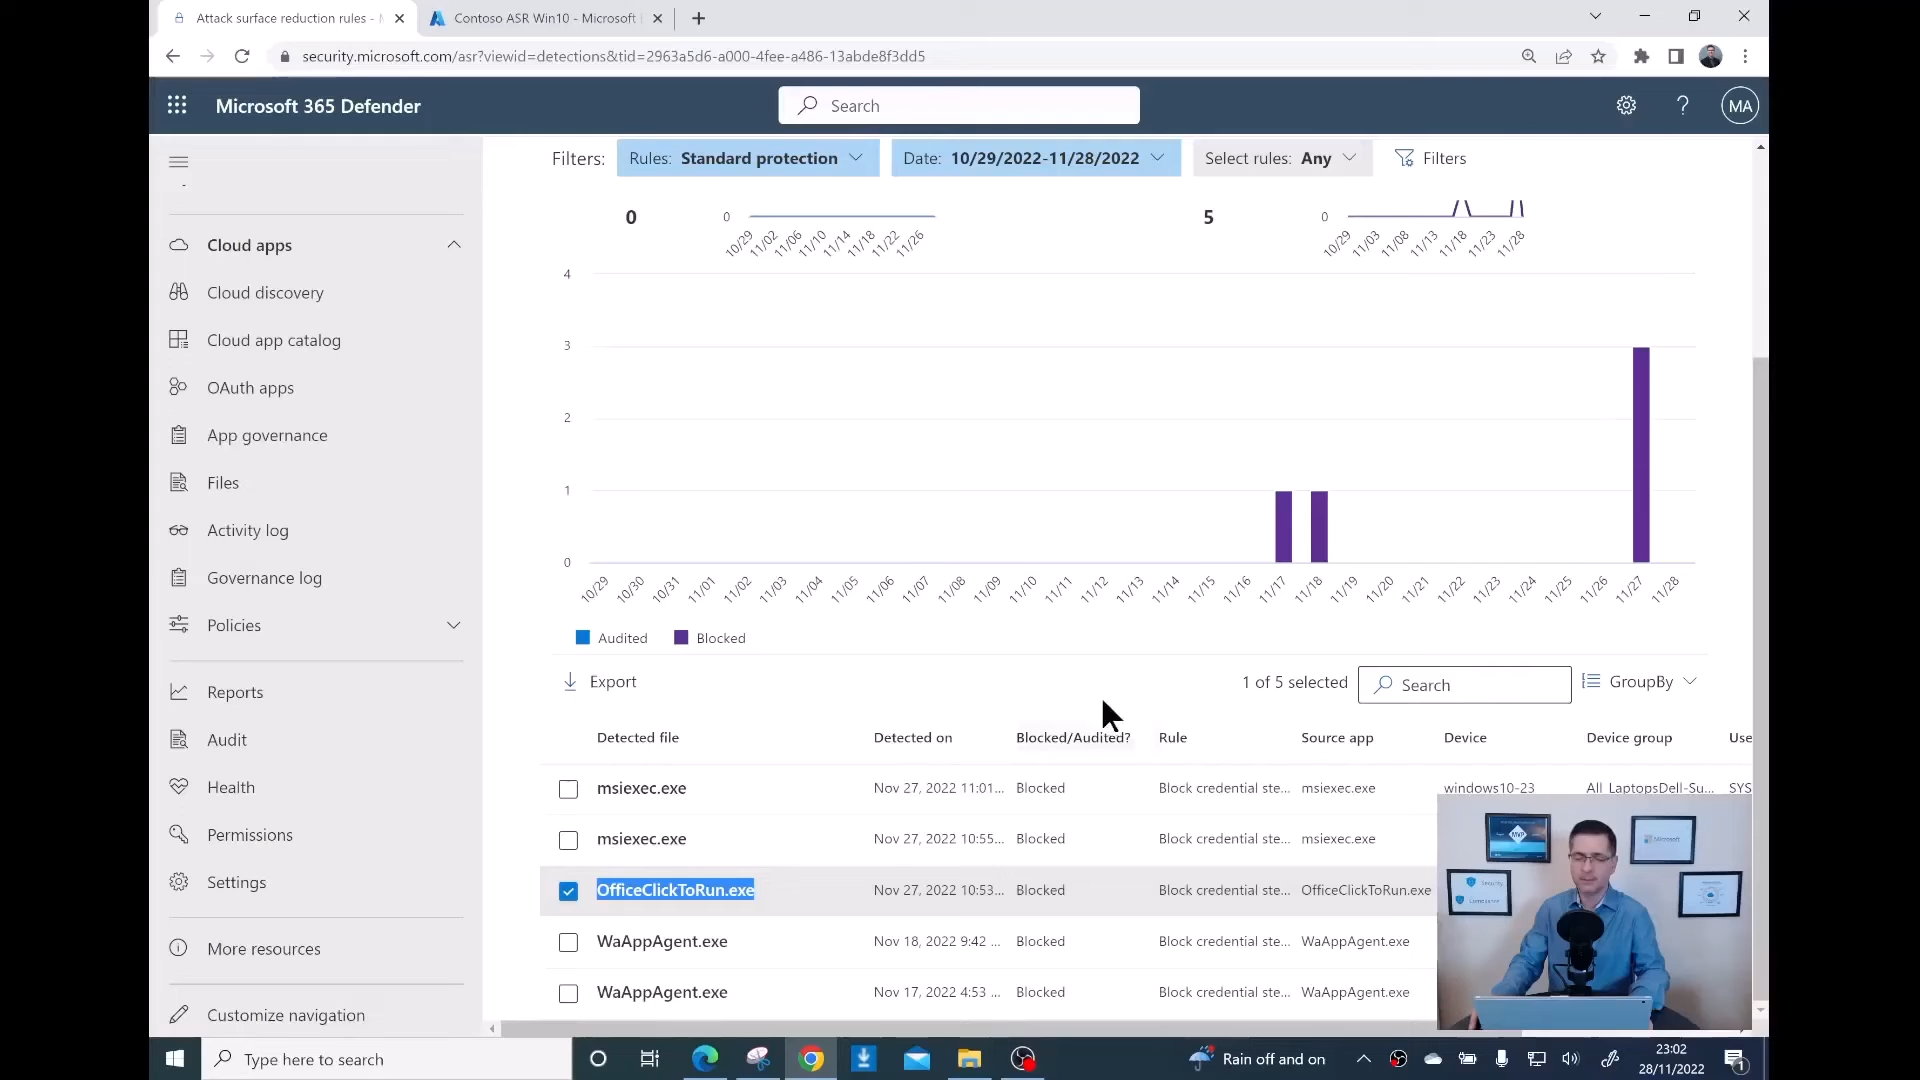 Attack surface reduction rules -
Contoso ASR Win10 - Microsoft
security.microsoft.com/asr?viewid=detections&tid=2963a5d6-a000-4fee-a486-13abde8f3dd5
Microsoft 365 Defender
Search
MA
Filters:
Rules: Standard protection
Date: 10/29/2022-11/28/2022
Select rules: Any
Filters
Cloud apps
Cloud discovery
Cloud app catalog
OAuth apps
App governance
Files
Activity log
Governance log
Policies
Reports
Audit
Health
Permissions
Settings
More resources
Customize navigation
0
0
10/29 11/02 11/06 11/10 11/14 11/18 11/22 11/26
5
0
10/29 11/03 11/08 11/13 11/18 11/23 11/28
4
3
2
1
0
10/29 10/30 10/31 11/01 11/02 11/03 11/04 11/05 11/06 11/07 11/08 11/09 11/10 11/11 11/12 11/13 11/14 11/15 11/16 11/17 11/18 11/19 11/20 11/21 11/22 11/23 11/24 11/25 11/26 11/27 11/28
Audited Blocked
Export
1 of 5 selected
Search
GroupBy
Detected file Detected on Blocked/Audited? Rule Source app Device Device group Use
msiexec.exe Nov 27, 2022 11:01... Blocked Block credential ste... msiexec.exe windows10-23 All_LaptopsDell-Su... SYS
msiexec.exe Nov 27, 2022 10:55... Blocked Block credential ste... msiexec.exe
OfficeClickToRun.exe Nov 27, 2022 10:53... Blocked Block credential ste... OfficeClickToRun.exe
WaAppAgent.exe Nov 18, 2022 9:42 ... Blocked Block credential ste... WaAppAgent.exe
WaAppAgent.exe Nov 17, 2022 4:53 ... Blocked Block credential ste... WaAppAgent.exe
MVP
Microsoft
Security
Compliance
Type here to search
Rain off and on
23:02
28/11/2022
1